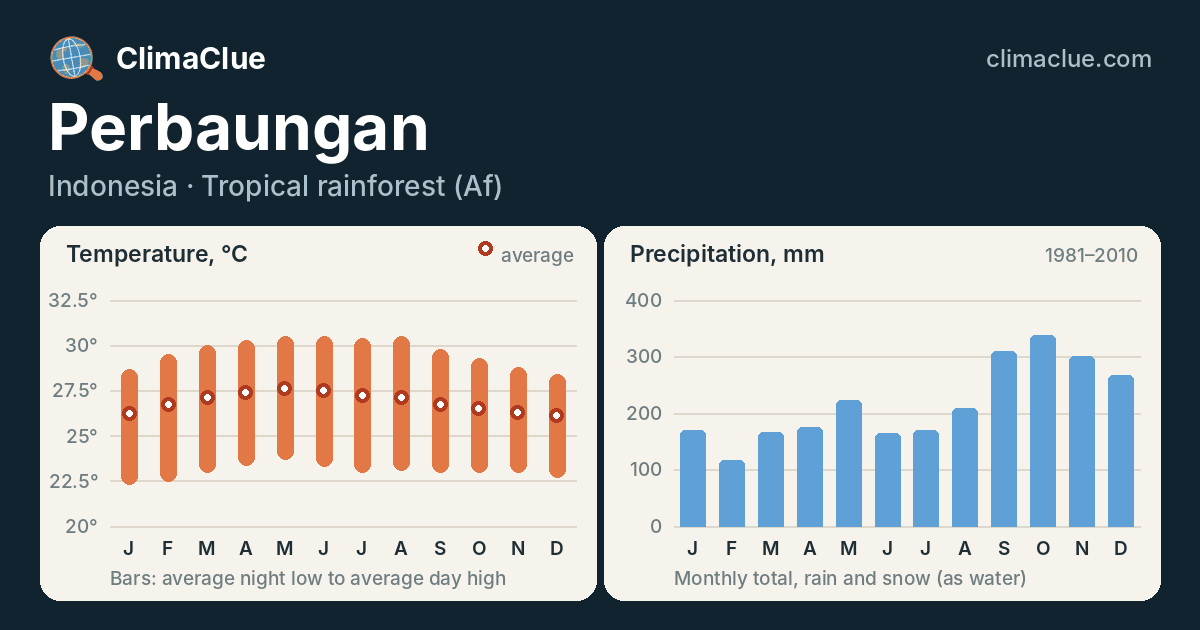 ClimaClue
climaclue.com
Perbaungan
Indonesia · Tropical rainforest (Af)
Temperature, °C
average
32.5°
30°
27.5°
25°
22.5°
20°
J F M A M J J A S O N D
Bars: average night low to average day high
Precipitation, mm
1981–2010
400
300
200
100
0
J F M A M J J A S O N D
Monthly total, rain and snow (as water)